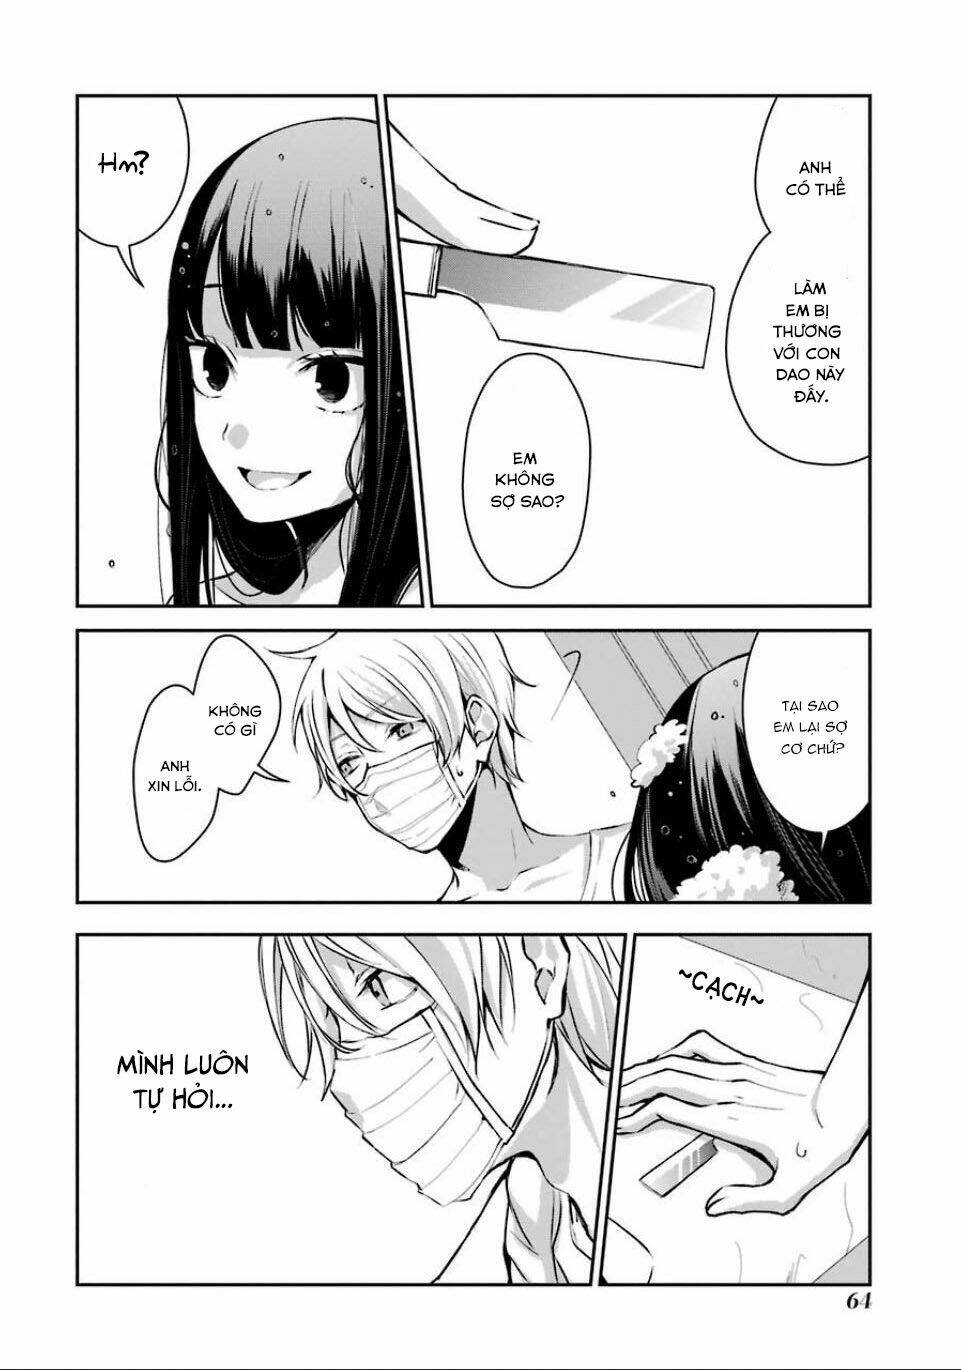 ANH
CÓ THỂ
LÀM
EM BỊ
THƯƠNG
VỚI CON
DAO NÀY
ĐẤY.
EM
KHÔNG
SỢ SAO?
Hm?
TẠI SAO
EM LẠI SỢ
CƠ CHỨ?
KHÔNG
CÓ GÌ
ANH
XIN LỖI.
~CẠCH~
MÌNH LUÔN
TỰ HỎI...
64